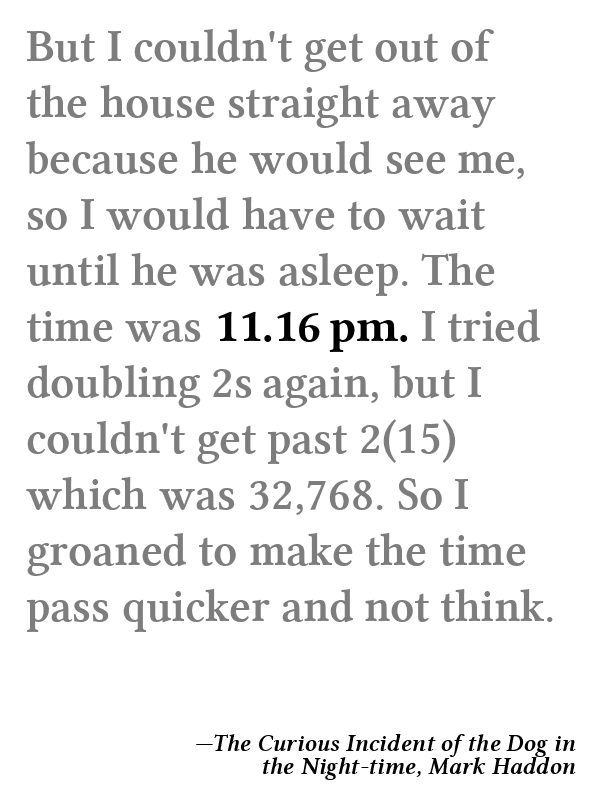 But I couldn't get out of
the house straight away
because he would see me,
so I would have to wait
until he was asleep. The
time was 11.16 pm. I tried
doubling 2s again, but I
couldn't get past 2(15)
which was 32,768. So I
groaned to make the time
pass quicker and not think.
—The Curious Incident of the Dog in
the Night-time, Mark Haddon